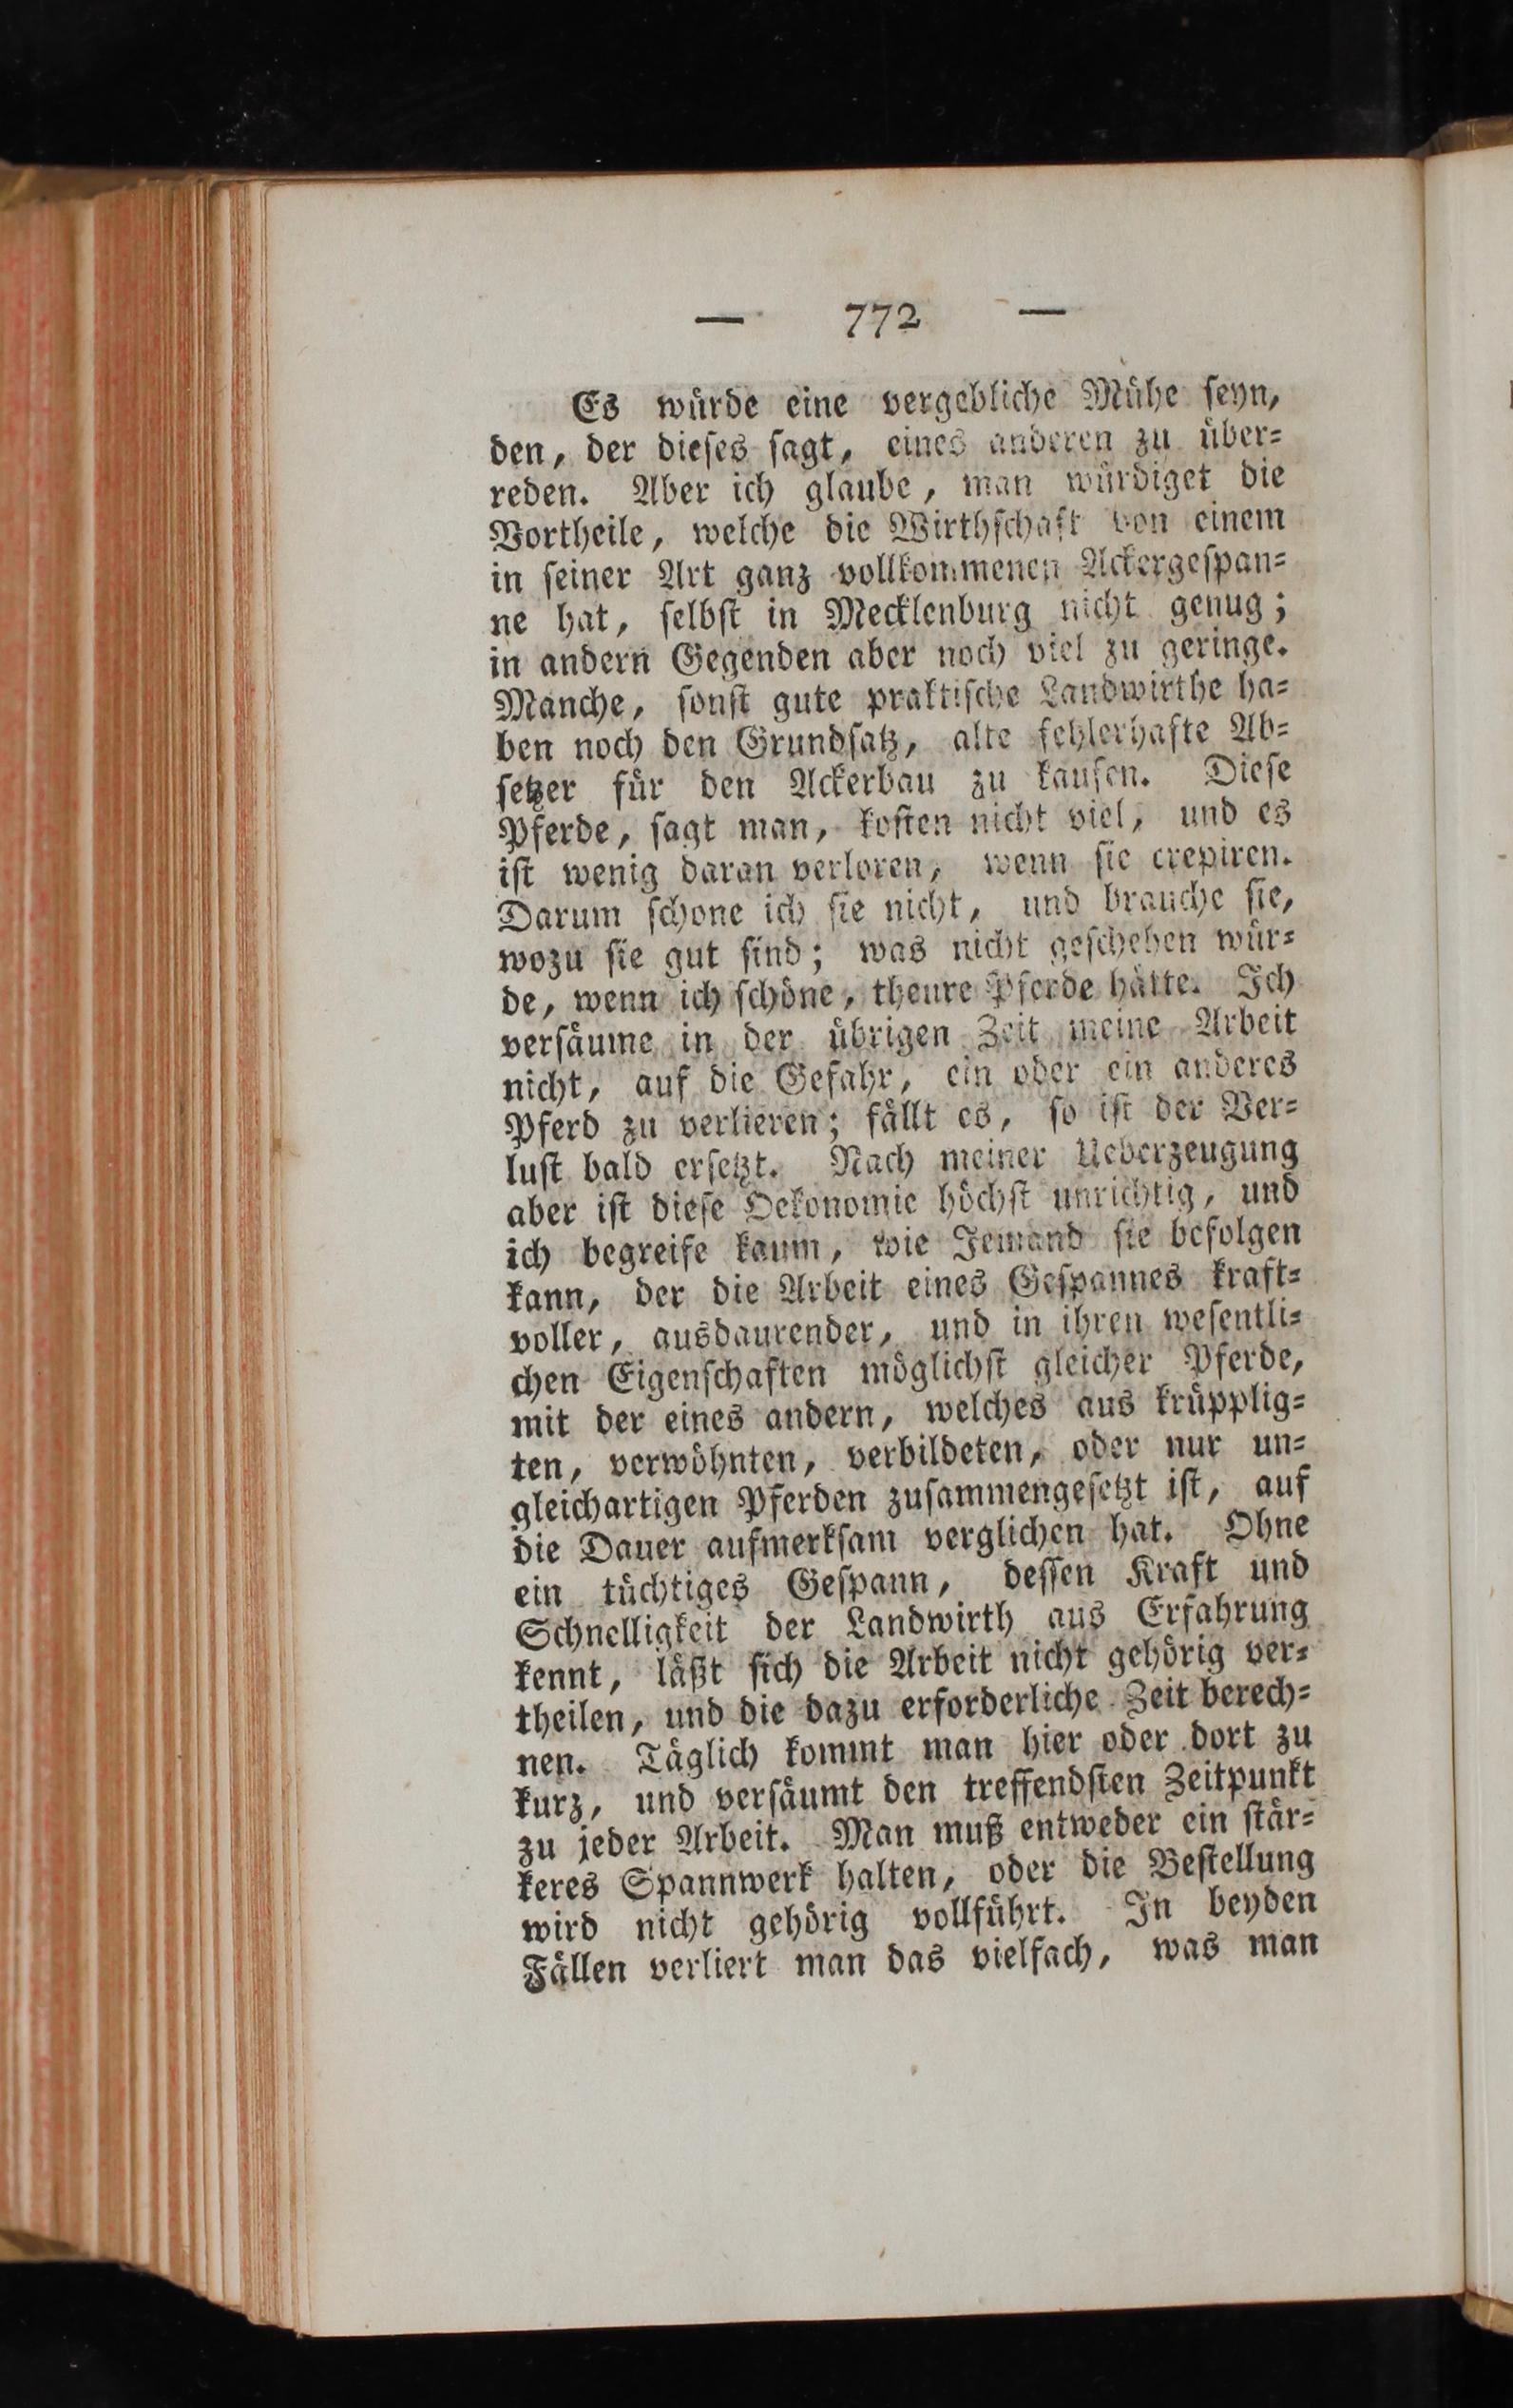 — 772 —
Es würde eine vergebliche Mühe ſeyn,
den, der dieſes ſagt, eines anderen zu über=
reden. Aber ich glaube, man würdiget die
Vortheile, welche die Wirthſchaft von einem
in ſeiner Art ganz vollkommenen Ackergeſpan=
ne hat, ſelbſt in Mecklenburg nicht genug;
in andern Gegenden aber noch viel zu geringe.
Manche, ſonſt gute praktiſche Landwirthe ha=
ben noch den Grundſatz, alte fehlerhafte Ab=
ſetzer für den Ackerbau zu kaufen. Dieſe
Pferde, ſagt man, koſten nicht viel, und es
iſt wenig daran verloren, wenn ſie crepiren.
Darum ſchone ich ſie nicht, und brauche ſie,
wozu ſie gut ſind; was nicht geſchehen wür=
de, wenn ich ſchöne, theure Pferde hätte. Ich
verſäume in der übrigen Zeit meine Arbeit
nicht, auf die Gefahr, ein oder ein anderes
Pferd zu verlieren; fällt es, ſo iſt der Ver=
luſt bald erſetzt. Nach meiner Ueberzeugung
aber iſt dieſe Oekonomie höchſt unrichtig, und
ich begreife kaum, wie Jemand ſie befolgen
kann, der die Arbeit eines Geſpannes kraft=
voller, ausdaurender, und in ihren weſentli=
chen Eigenſchaften möglichſt gleicher Pferde,
mit der eines andern, welches aus krüpplig=
ten, verwöhnten, verbildeten, oder nur un=
gleichartigen Pferden zuſammengeſetzt iſt, auf
die Dauer aufmerkſam verglichen hat. Ohne
ein tüchtiges Geſpann, deſſen Kraft und
Schnelligkeit der Landwirth aus Erfahrung
kennt, läßt ſich die Arbeit nicht gehörig ver=
theilen, und die dazu erforderliche Zeit berech=
nen. Täglich kommt man hier oder dort zu
kurz, und verſäumt den treffendſten Zeitpunkt
zu jeder Arbeit. Man muß entweder ein ſtär=
keres Spannwerk halten, oder die Beſtellung
wird nicht gehörig vollführt. In beyden
Fällen verliert man das vielfach, was man